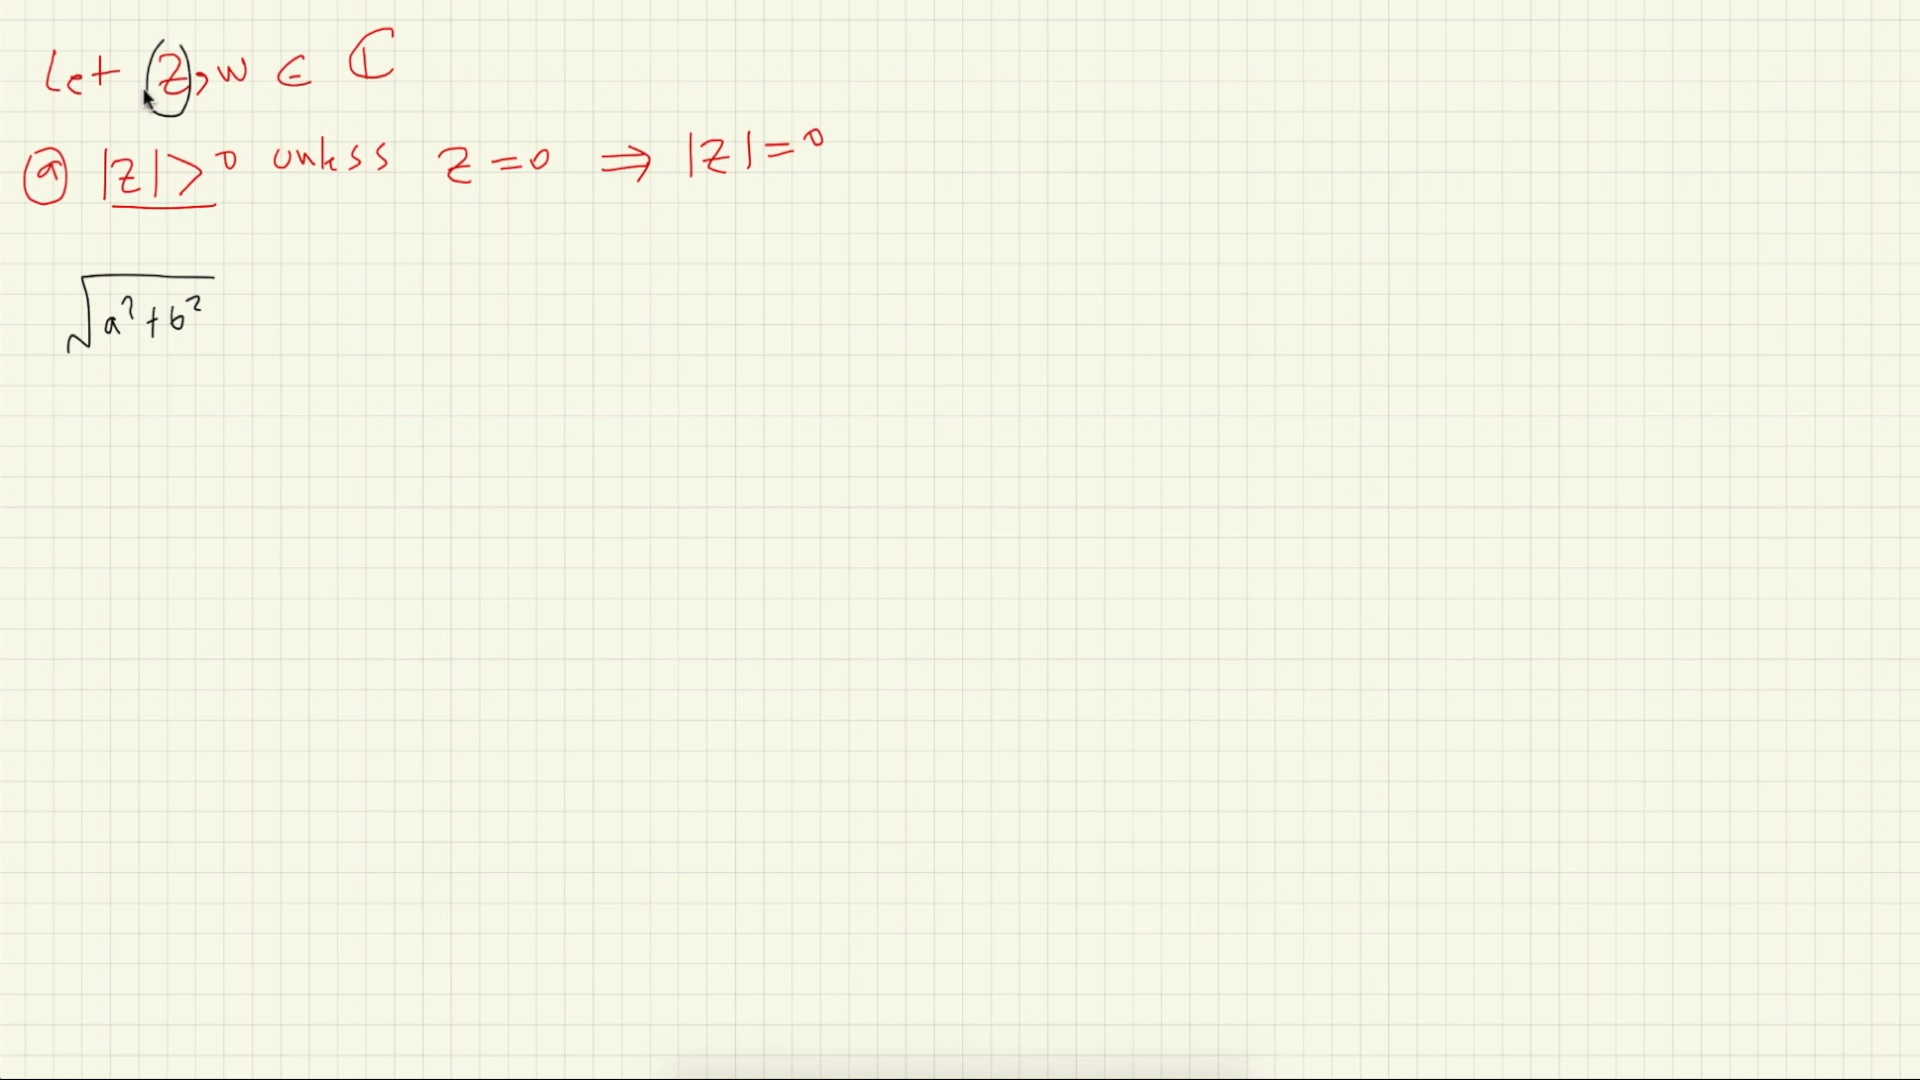 Let z, w ∈ ℂ
ⓐ |z| > 0 unless z = 0 ⇒ |z| = 0
√(a² + b²)